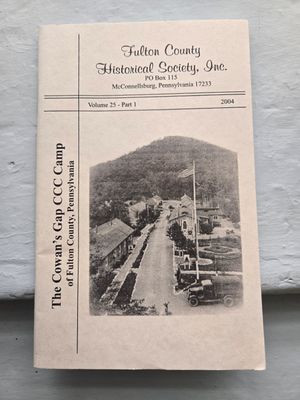 Fulton County
Historical Society, Inc.
PO Box 115
McConnellsburg, Pennsylvania 17233
Volume 25 - Part 1 2004
The Cowan's Gap CCC Camp
of Fulton County, Pennsylvania